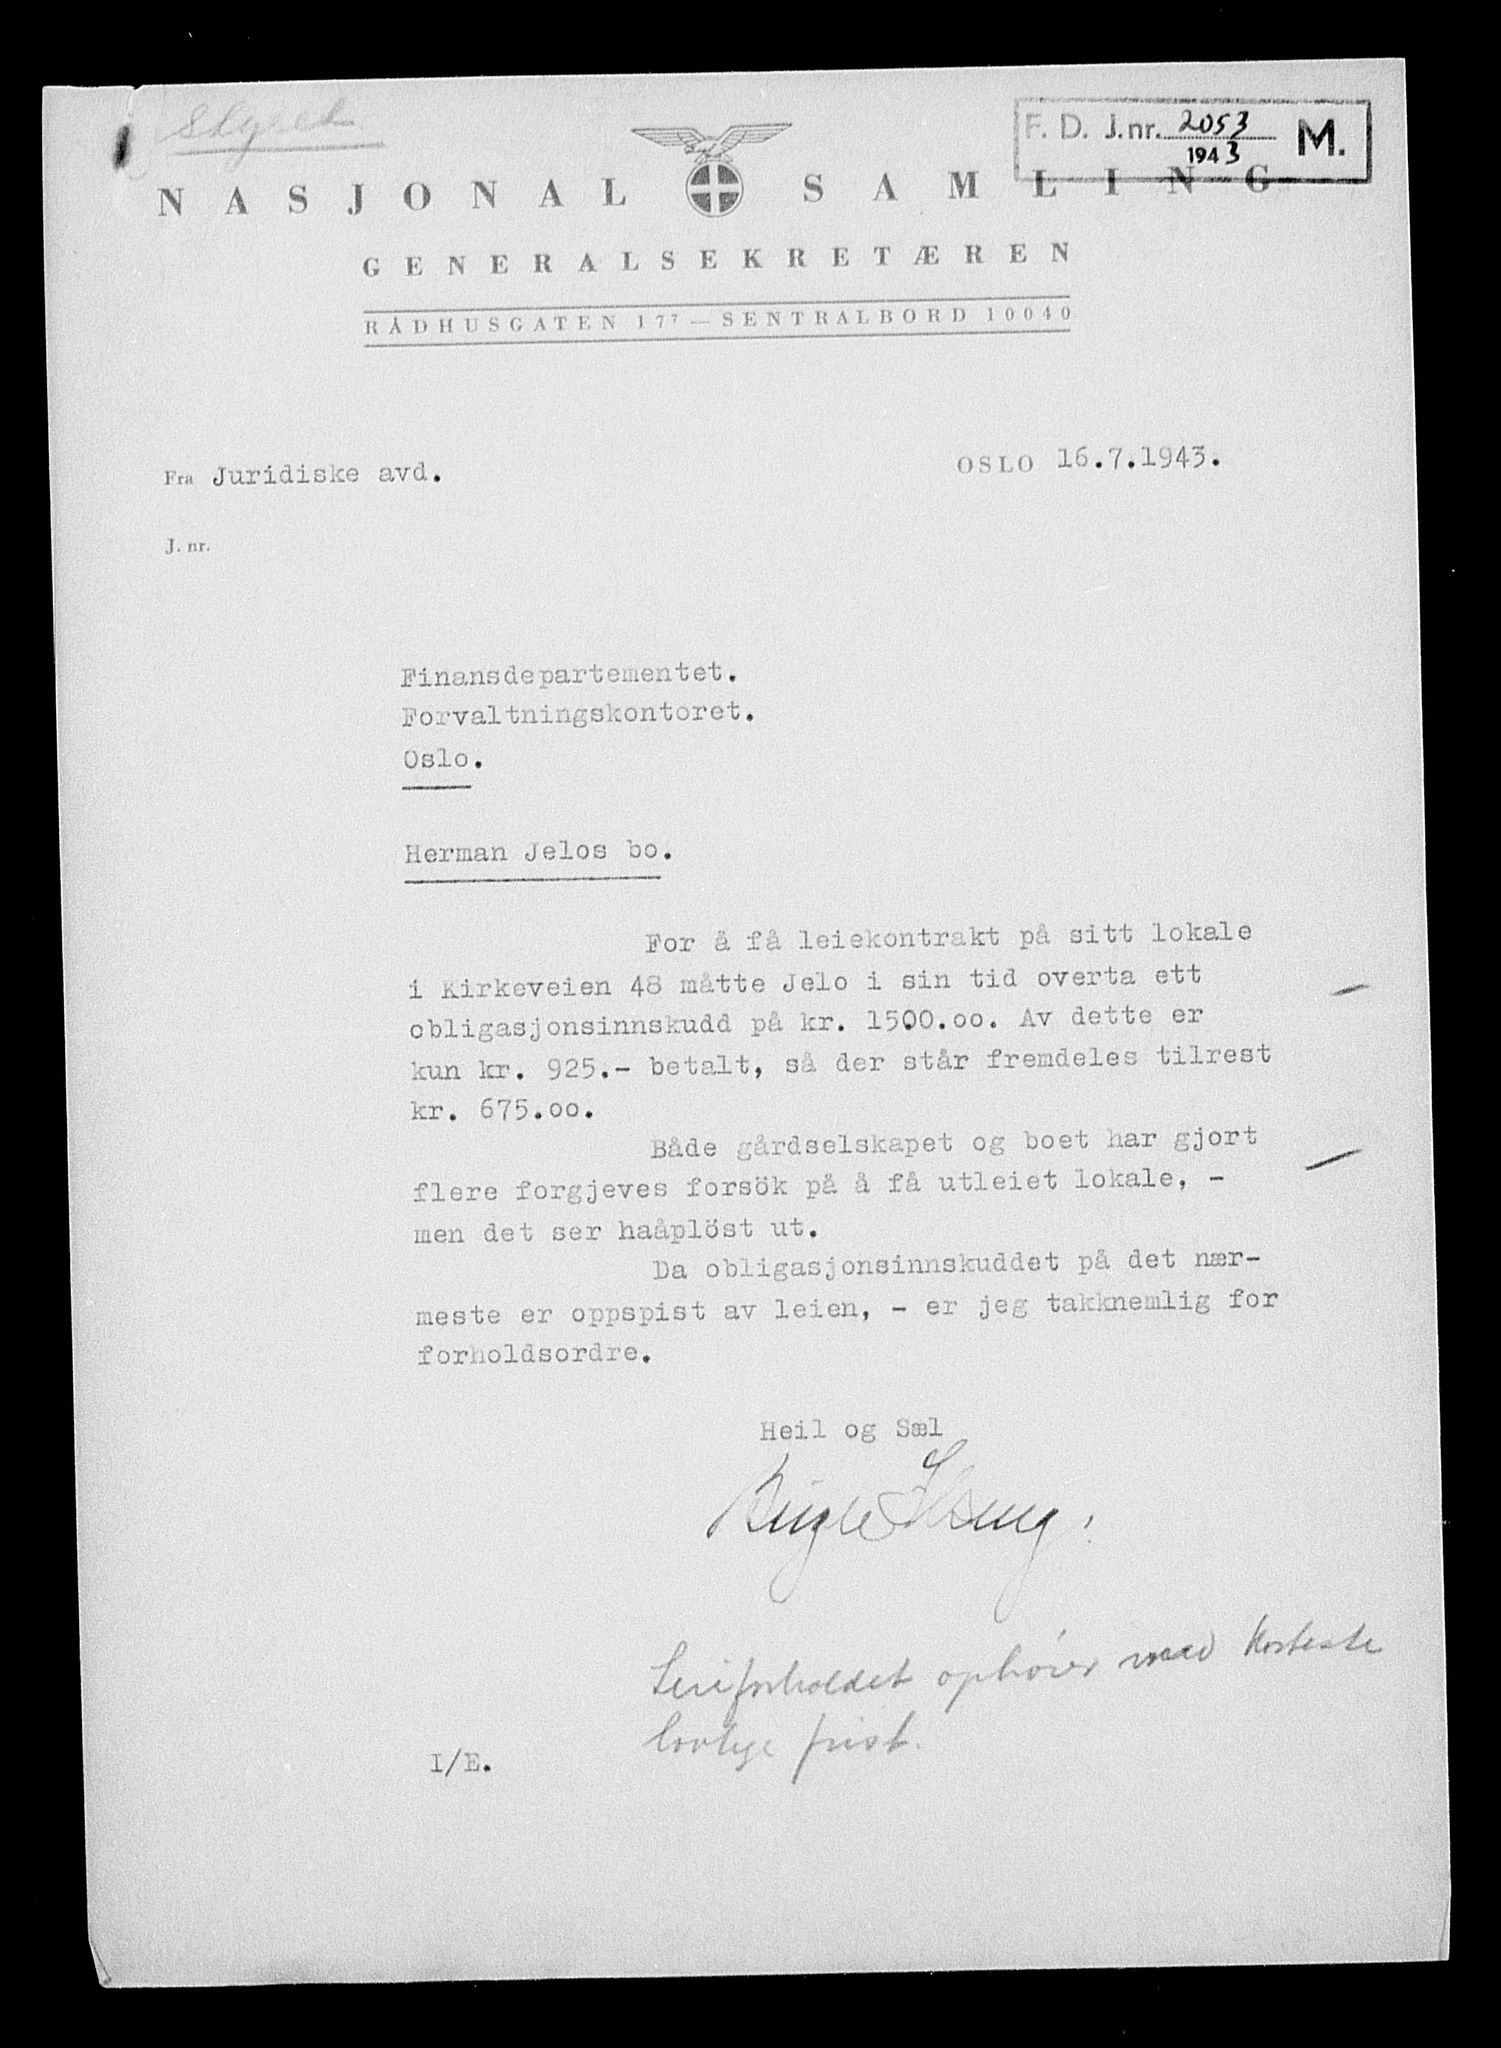 F. D. J.nr. 2053 M.
1943
NASJONAL SAMLING
GENERALSEKRETÆREN
RÅDHUSGATEN 17⁷ — SENTRALBORD 10040
Fra Juridiske avd.
OSLO 16.7.1943.
J. nr.
Finansdepartementet.
Forvaltningskontoret.
Oslo.
Herman Jelos bo.
For å få leiekontrakt på sitt lokale
i Kirkeveien 48 måtte Jelo i sin tid overta ett
obligasjonsinnskudd på kr. 1500.oo. Av dette er
kun kr. 925.- betalt, så der står fremdeles tilrest
kr. 675.oo.
Både gårdselskapet og boet har gjort
flere forgjeves forsök på å få utleiet lokale, -
men det ser haåplöst ut.
Da obligasjonsinnskuddet på det nær-
meste er oppspist av leien, - er jeg takknemlig for
forholdsordre.
Heil og Sæl
Leieforholdet ophører med korteste
lovlige frist.
I/E.